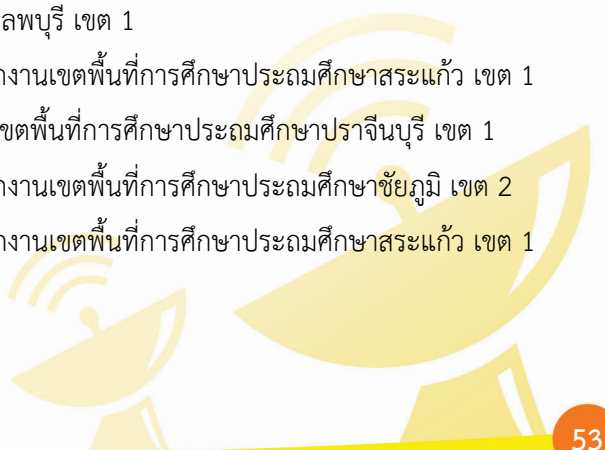 ลพบุรี เขต 1
งานเขตพื้นที่การศึกษาประถมศึกษาสระแก้ว เขต 1
เขตพื้นที่การศึกษาประถมศึกษาปราจีนบุรี เขต 1
งานเขตพื้นที่การศึกษาประถมศึกษาชัยภูมิ เขต 2
งานเขตพื้นที่การศึกษาประถมศึกษาสระแก้ว เขต 1
53